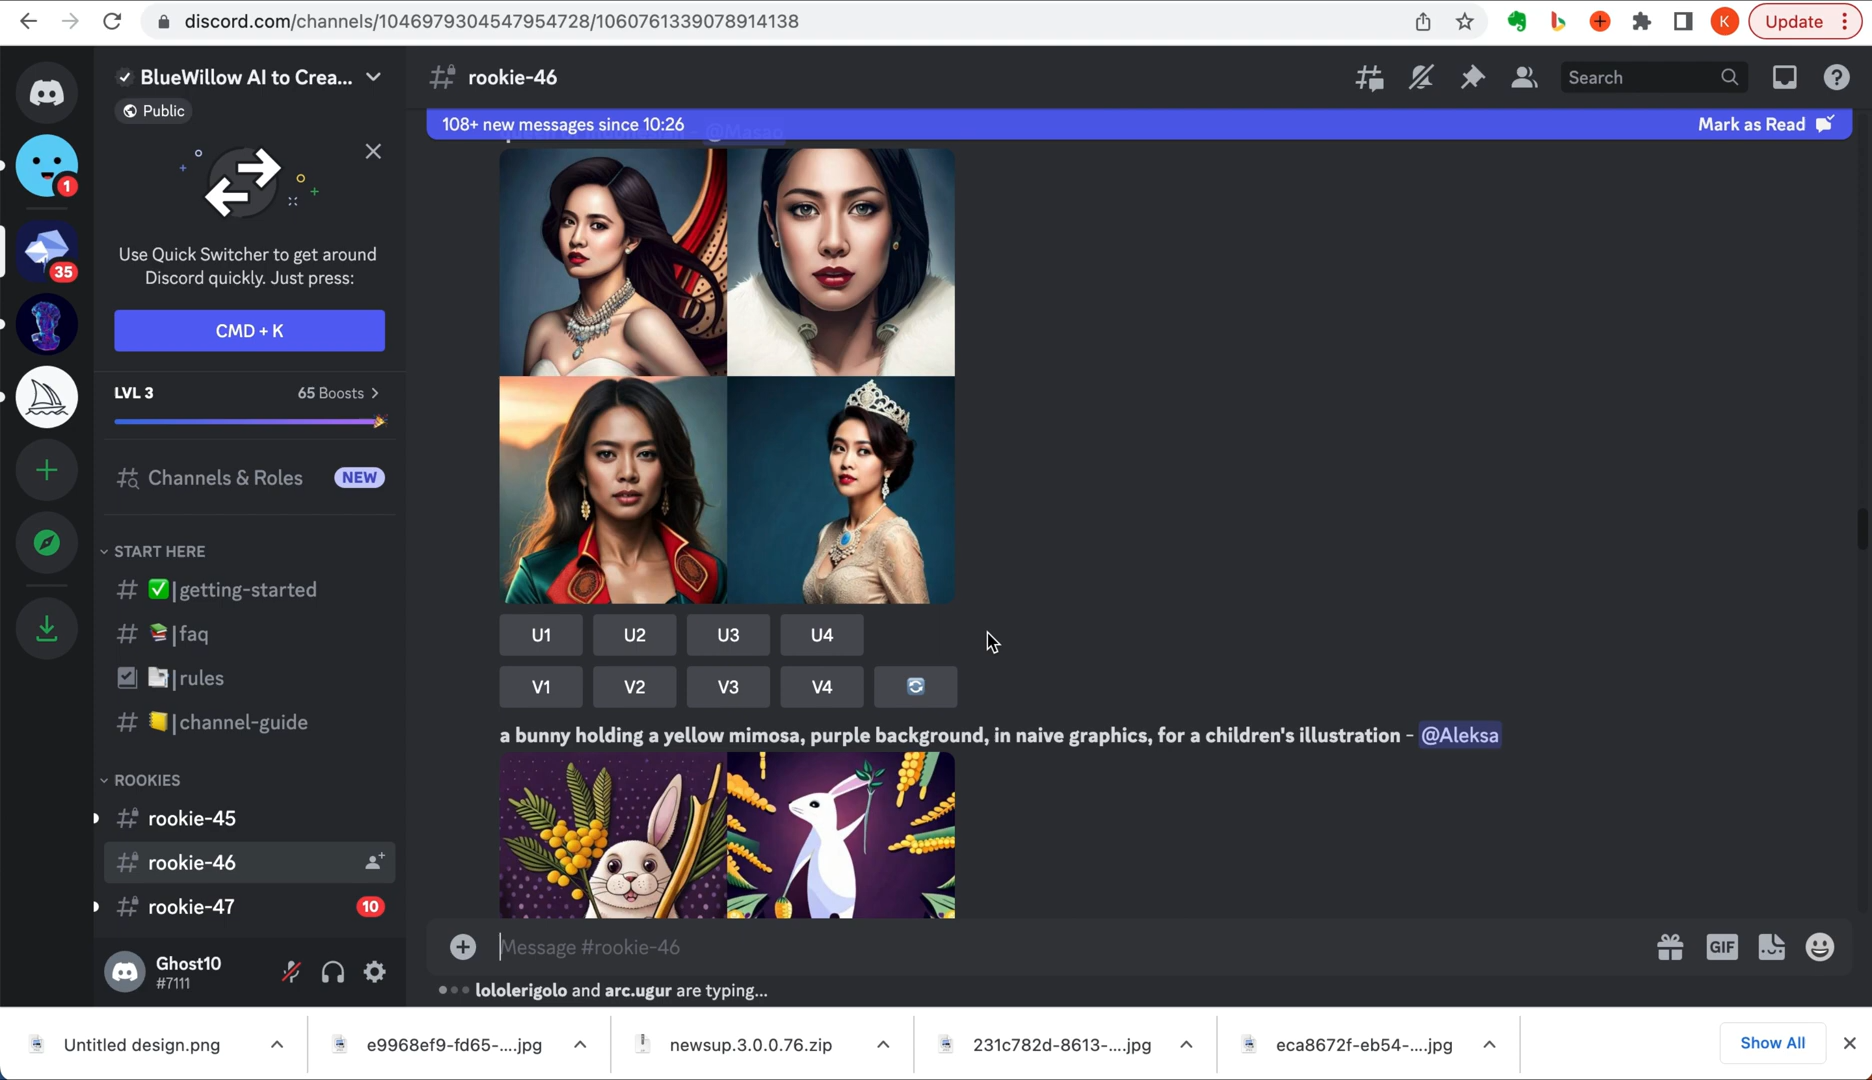 discord.com/channels/1046979304547954728/1060761339078914138
K
Update
BlueWillow AI to Crea...
Public
rookie-46
Search
108+ new messages since 10:26
@Masao
Mark as Read
1
35
Use Quick Switcher to get around
Discord quickly. Just press:
CMD + K
LVL 3
65 Boosts
Channels & Roles
NEW
START HERE
getting-started
faq
rules
channel-guide
ROOKIES
rookie-45
rookie-46
rookie-47
10
Ghost10
#7111
U1 U2 U3 U4
V1 V2 V3 V4
a bunny holding a yellow mimosa, purple background, in naive graphics, for a children's illustration - @Aleksa
Message #rookie-46
GIF
lololerigolo and arc.ugur are typing...
Untitled design.png
e9968ef9-fd65-....jpg
newsup.3.0.0.76.zip
231c782d-8613-....jpg
eca8672f-eb54-....jpg
Show All